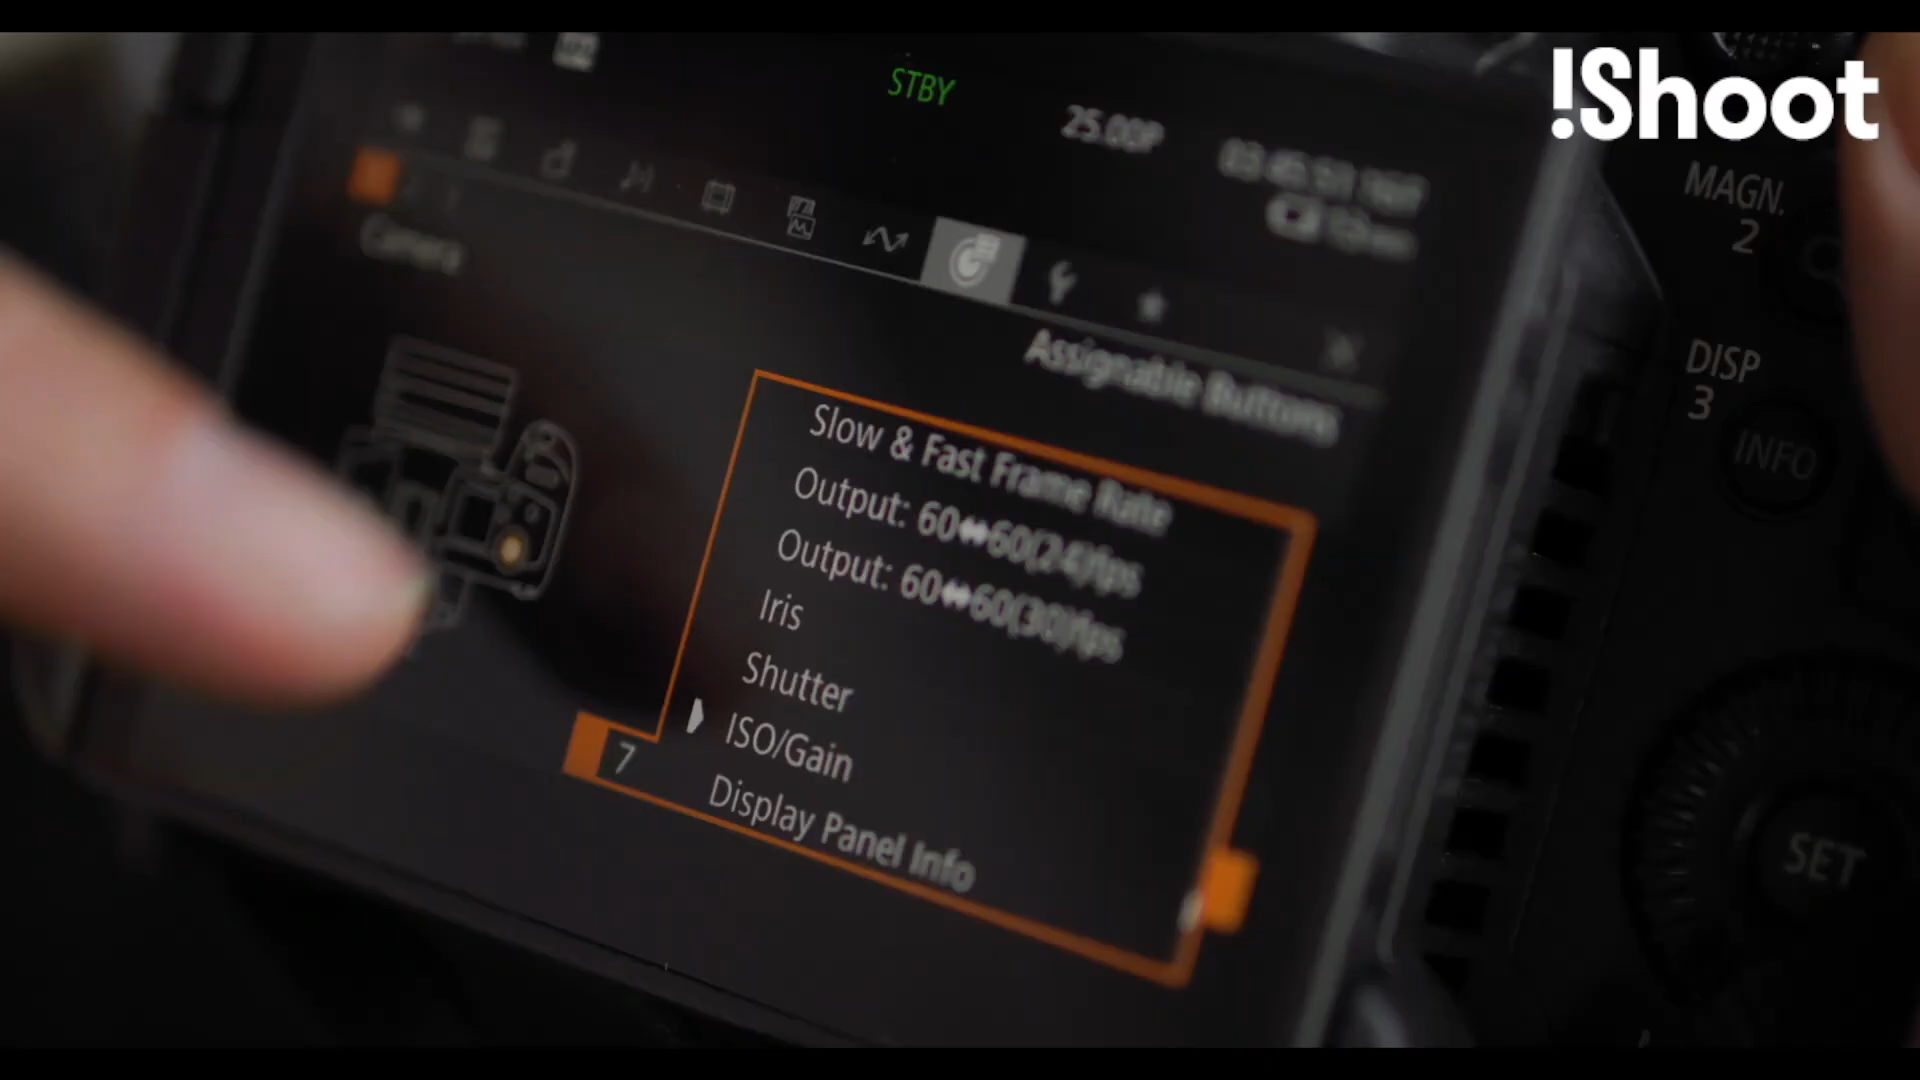 !Shoot
STBY
25.00P
MAGN.
2
Camera
Assignable Buttons
DISP
3
INFO
Slow & Fast Frame Rate
Output: 60⬌60(24)fps
Output: 60⬌60(30)fps
Iris
Shutter
ISO/Gain
7
Display Panel Info
SET